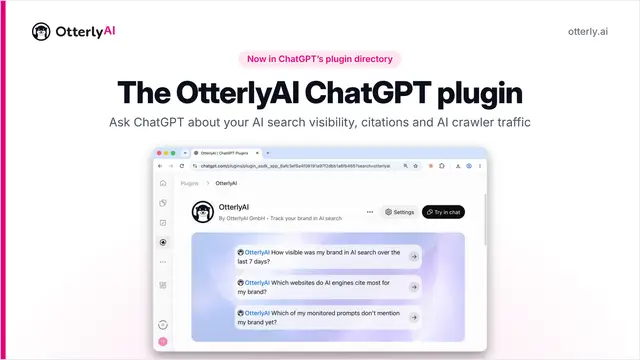 OtterlyAI
otterly.ai
Now in ChatGPT's plugin directory
The OtterlyAI ChatGPT plugin
Ask ChatGPT about your AI search visibility, citations and AI crawler traffic
OtterlyAI | ChatGPT Plugins
Plugins > OtterlyAI
OtterlyAI
By OtterlyAI GmbH • Track your brand in AI search
Settings
Try in chat
OtterlyAI How visible was my brand in AI search over the
last 7 days?
OtterlyAI Which websites do AI engines cite most for
my brand?
OtterlyAI Which of my monitored prompts don't mention
my brand yet?